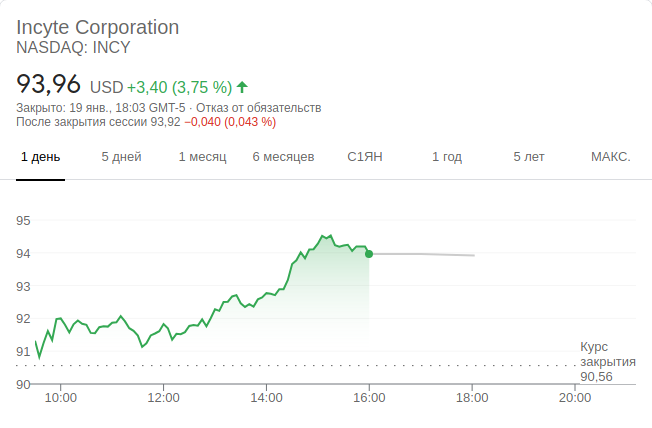 Incyte Corporation
NASDAQ: INCY
93,96 USD +3,40 (3,75 %)
Закрыто: 19 янв., 18:03 GMT-5 · Отказ от обязательств
После закрытия сессии 93,92 −0,040 (0,043 %)
1 день 5 дней 1 месяц 6 месяцев С1ЯН 1 год 5 лет МАКС.
95
94
93
92
91
90
Курс
закрытия
90,56
10:00 12:00 14:00 16:00 18:00 20:00